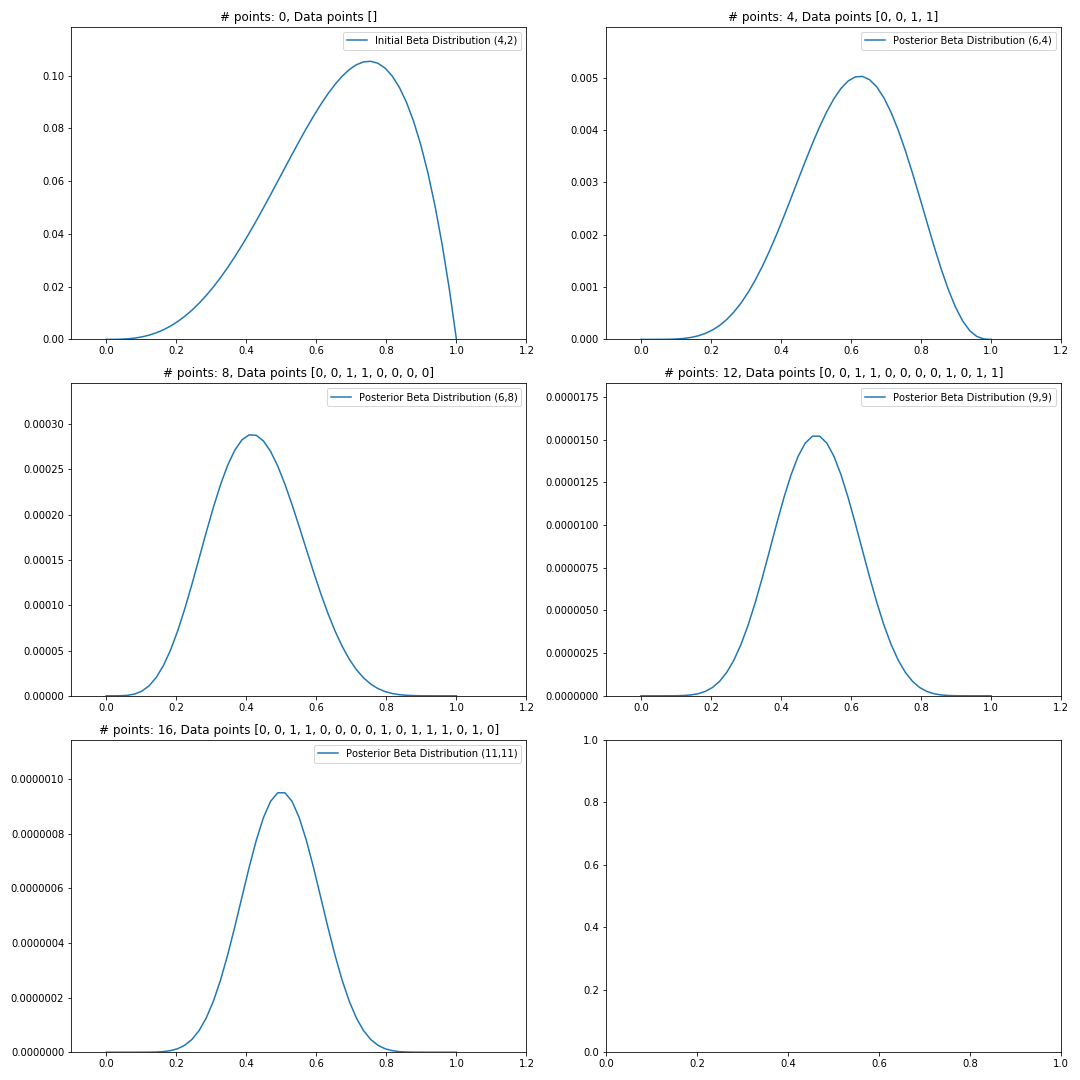 # points: 0, Data points []
Initial Beta Distribution (4,2)
0.10
0.08
0.06
0.04
0.02
0.00
0.0 0.2 0.4 0.6 0.8 1.0 1.2
# points: 4, Data points [0, 0, 1, 1]
Posterior Beta Distribution (6,4)
0.005
0.004
0.003
0.002
0.001
0.000
0.0 0.2 0.4 0.6 0.8 1.0 1.2
# points: 8, Data points [0, 0, 1, 1, 0, 0, 0, 0]
Posterior Beta Distribution (6,8)
0.00030
0.00025
0.00020
0.00015
0.00010
0.00005
0.00000
0.0 0.2 0.4 0.6 0.8 1.0 1.2
# points: 12, Data points [0, 0, 1, 1, 0, 0, 0, 0, 1, 0, 1, 1]
Posterior Beta Distribution (9,9)
0.0000175
0.0000150
0.0000125
0.0000100
0.0000075
0.0000050
0.0000025
0.0000000
0.0 0.2 0.4 0.6 0.8 1.0 1.2
# points: 16, Data points [0, 0, 1, 1, 0, 0, 0, 0, 1, 0, 1, 1, 1, 0, 1, 0]
Posterior Beta Distribution (11,11)
0.0000010
0.0000008
0.0000006
0.0000004
0.0000002
0.0000000
0.0 0.2 0.4 0.6 0.8 1.0 1.2
1.0
0.8
0.6
0.4
0.2
0.0
0.0 0.2 0.4 0.6 0.8 1.0